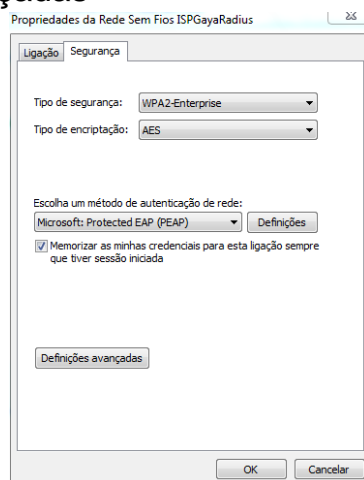 Propriedades da Rede Sem Fios ISPGayaRadius
Ligação Segurança
Tipo de segurança: WPA2-Enterprise
Tipo de encriptação: AES
Escolha um método de autenticação de rede:
Microsoft: Protected EAP (PEAP) Definições
Memorizar as minhas credenciais para esta ligação sempre
que tiver sessão iniciada
Definições avançadas
OK Cancelar